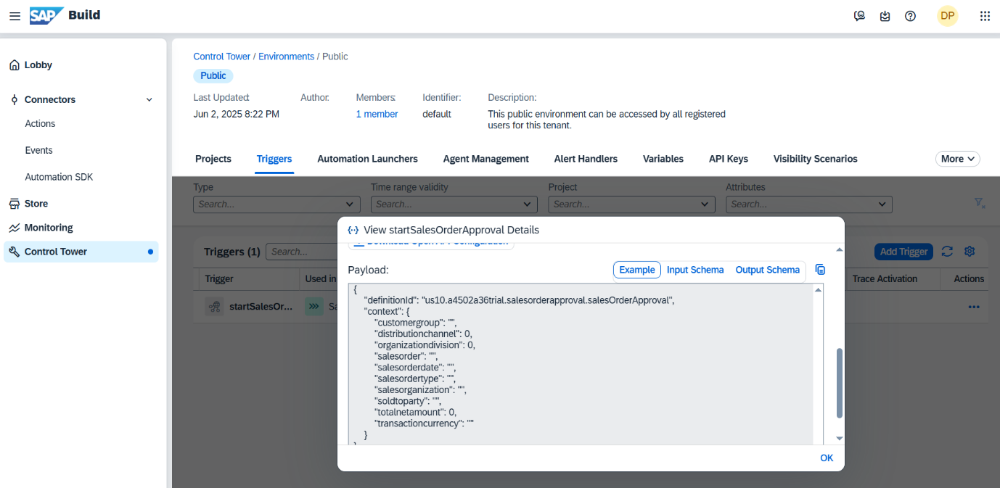 SAP Build
DP
Lobby
Connectors
Actions
Events
Automation SDK
Store
Monitoring
Control Tower
Control Tower / Environments / Public
Public
Last Updated: Author: Members: Identifier: Description:
Jun 2, 2025 8:22 PM 1 member default This public environment can be accessed by all registered
users for this tenant.
Projects Triggers Automation Launchers Agent Management Alert Handlers Variables API Keys Visibility Scenarios More
Type Time range validity Project Attributes
Search... Search... Search... Search...
Triggers (1) Search... Add Trigger
Trigger Used in Trace Activation Actions
startSalesOr... Sa
View startSalesOrderApproval Details
Download Open API Configuration
Payload: Example Input Schema Output Schema
{
"definitionId": "us10.a4502a36trial.salesorderapproval.salesOrderApproval",
"context": {
"customergroup": "",
"distributionchannel": 0,
"organizationdivision": 0,
"salesorder": "",
"salesorderdate": "",
"salesordertype": "",
"salesorganization": "",
"soldtoparty": "",
"totalnetamount": 0,
"transactioncurrency": ""
}
}
OK